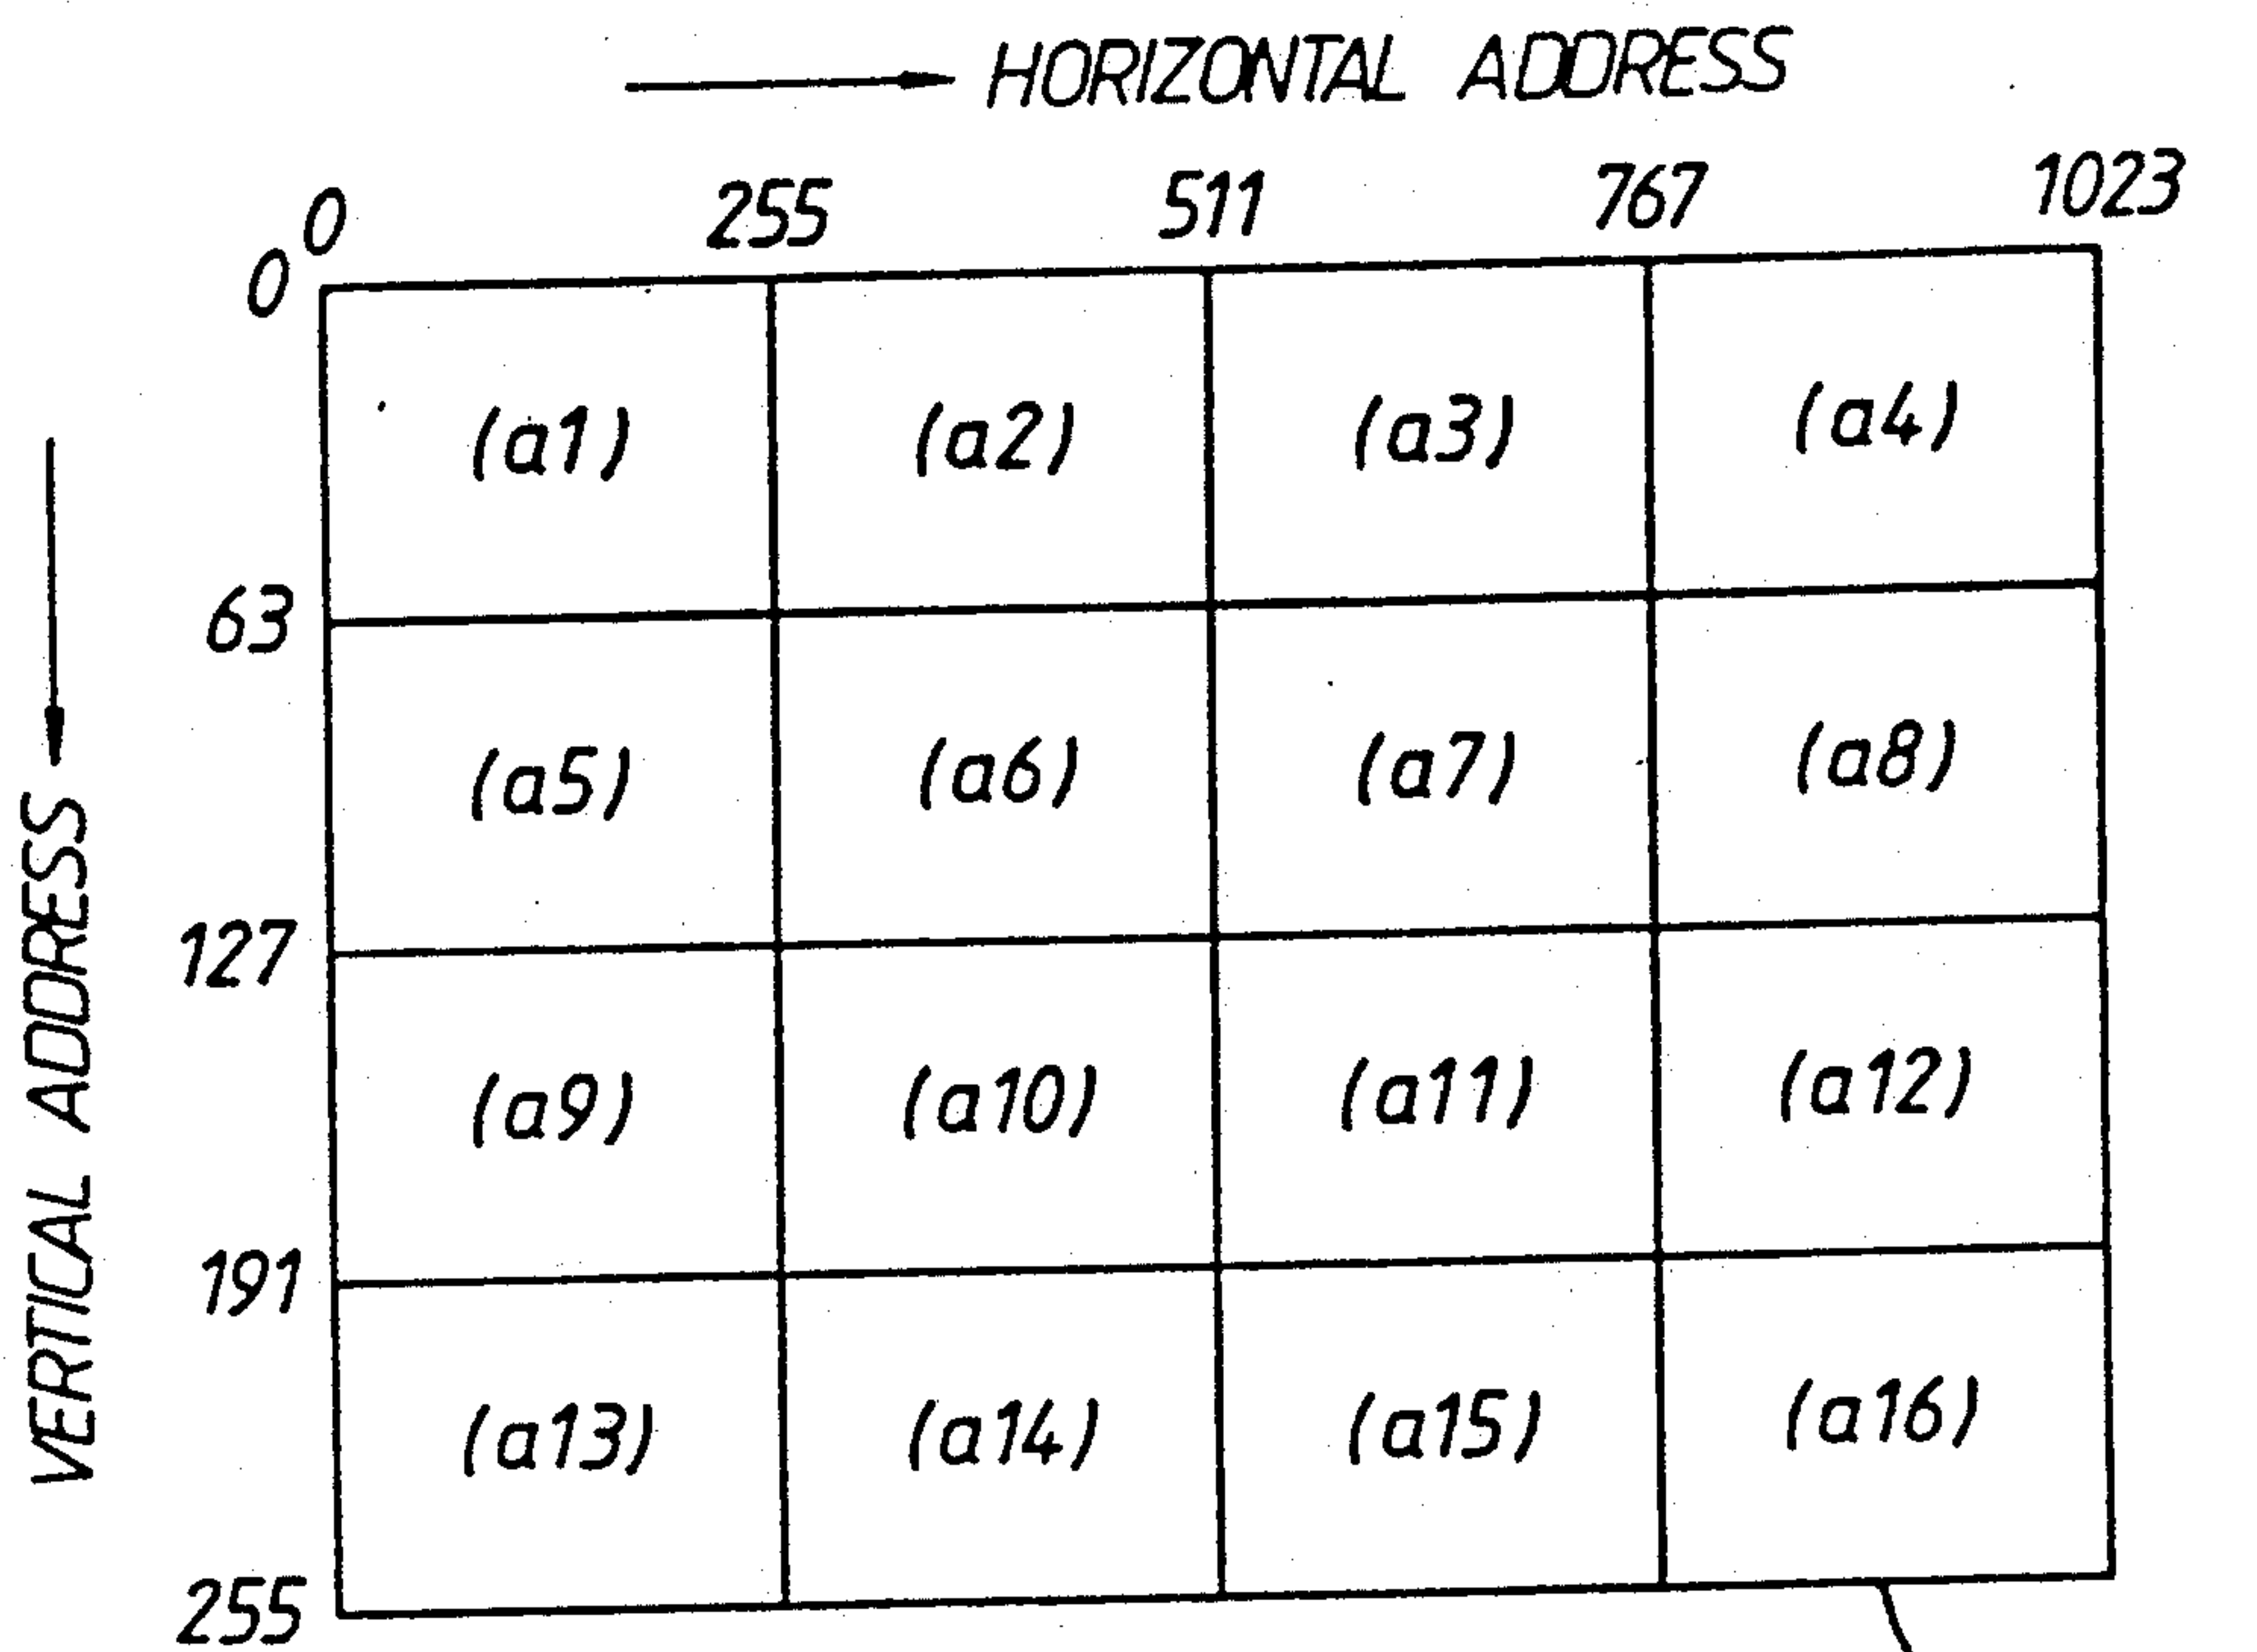 HORIZONTAL ADDRESS
0 255 511 767 1023
0
(a1) (a2) (a3) (a4)
63
(a5) (a6) (a7) (a8)
127
(a9) (a10) (a11) (a12)
191
(a13) (a14) (a15) (a16)
255
VERTICAL ADDRESS